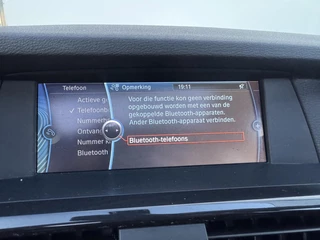 Telefoon
Opmerking
19:11
Actieve
Nummer
Ontvan
Nummer
Bluetooth
Voor die functie kon geen verbinding
opgebouwd worden met een van de
gekoppelde Bluetooth-apparaten.
Ander Bluetooth-apparaat verbinden.
Bluetooth-telefoons